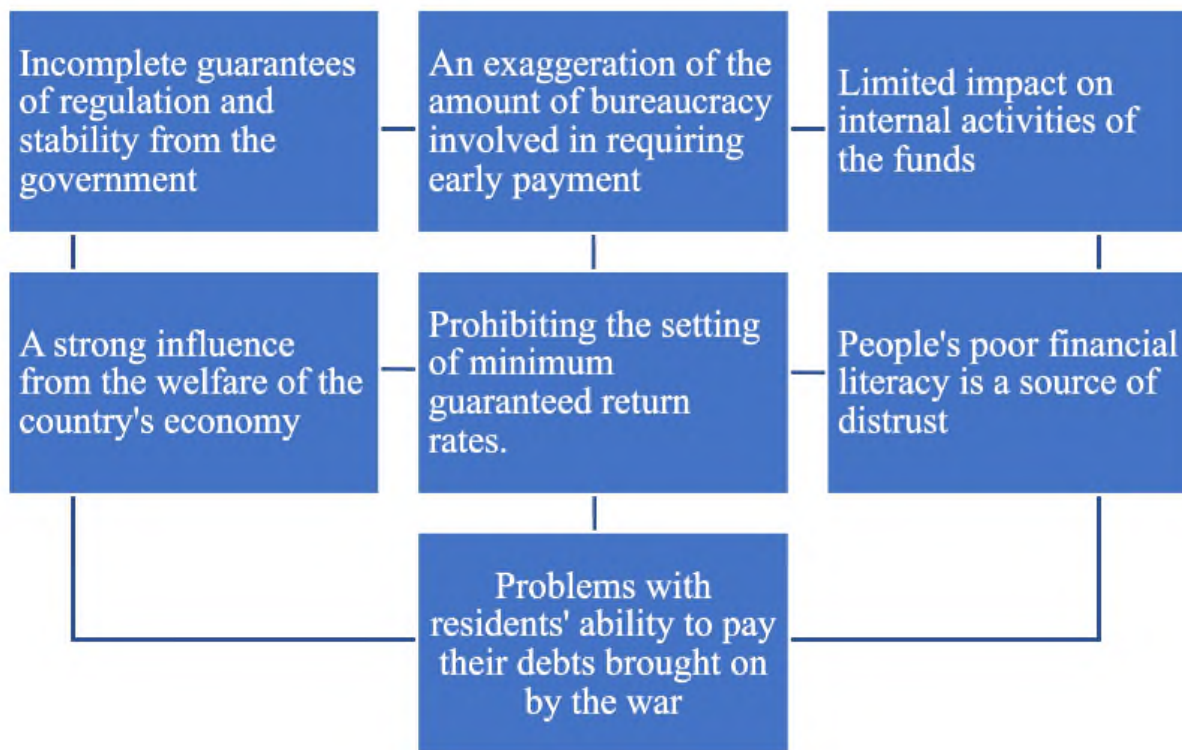 Incomplete guarantees
of regulation and
stability from the
government
An exaggeration of the
amount of bureaucracy
involved in requiring
early payment
Limited impact on
internal activities of
the funds
A strong influence
from the welfare of the
country's economy
Prohibiting the setting
of minimum
guaranteed return
rates.
People's poor financial
literacy is a source of
distrust
Problems with
residents' ability to pay
their debts brought on
by the war